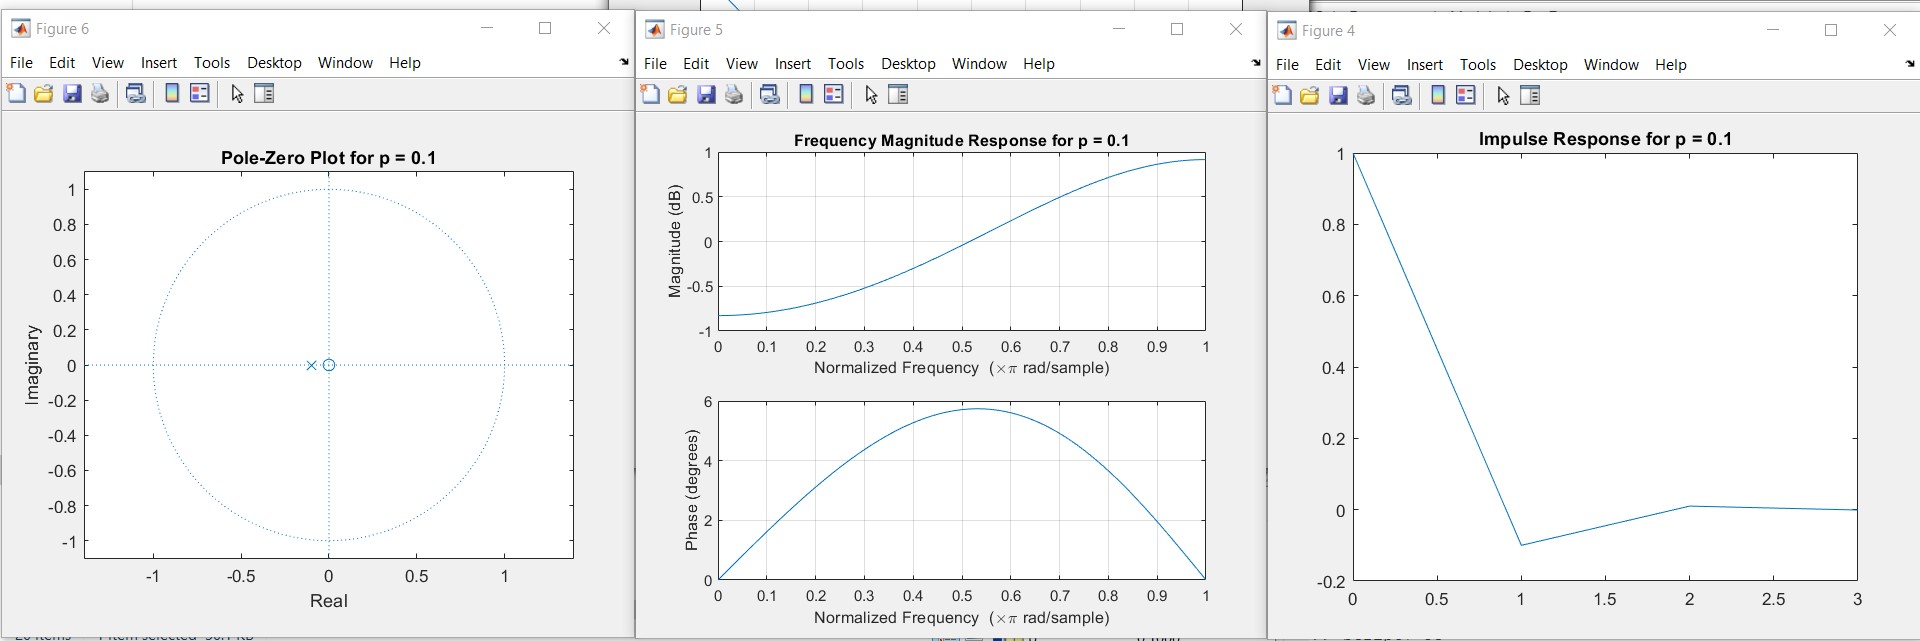 Figure 6
File Edit View Insert Tools Desktop Window Help
Pole-Zero Plot for p = 0.1
Imaginary
1
0.8
0.6
0.4
0.2
0
-0.2
-0.4
-0.6
-0.8
-1
-1 -0.5 0 0.5 1
Real
Figure 5
File Edit View Insert Tools Desktop Window Help
Frequency Magnitude Response for p = 0.1
Magnitude (dB)
1
0.5
0
-0.5
-1
0 0.1 0.2 0.3 0.4 0.5 0.6 0.7 0.8 0.9 1
Normalized Frequency (×π rad/sample)
Phase (degrees)
6
4
2
0
0 0.1 0.2 0.3 0.4 0.5 0.6 0.7 0.8 0.9 1
Normalized Frequency (×π rad/sample)
Figure 4
File Edit View Insert Tools Desktop Window Help
Impulse Response for p = 0.1
1
0.8
0.6
0.4
0.2
0
-0.2
0 0.5 1 1.5 2 2.5 3